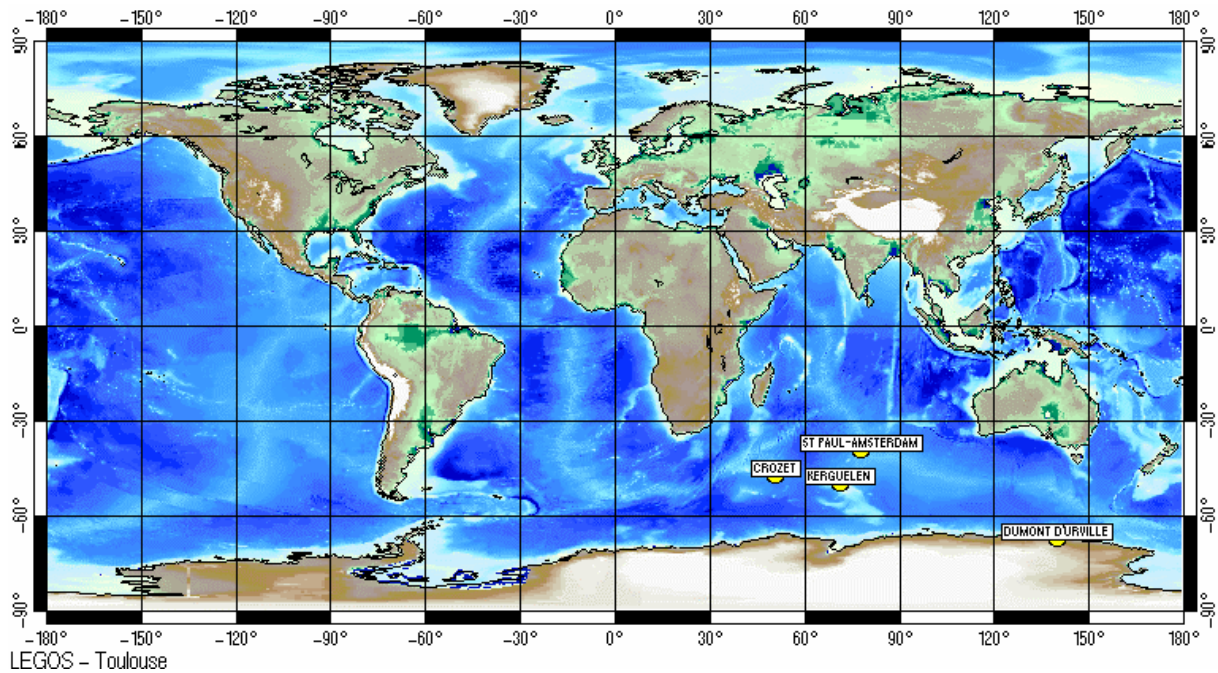 -180° -150° -120° -90° -60° -30° 0° 30° 60° 90° 120° 150° 180°
90° 90°
60° 60°
30° 30°
0° 0°
-30° -30°
ST PAUL-AMSTERDAM
CROZET
KERGUELEN
-60° -60°
DUMONT D'URVILLE
-90° -90°
-180° -150° -120° -90° -60° -30° 0° 30° 60° 90° 120° 150° 180°
LEGOS - Toulouse